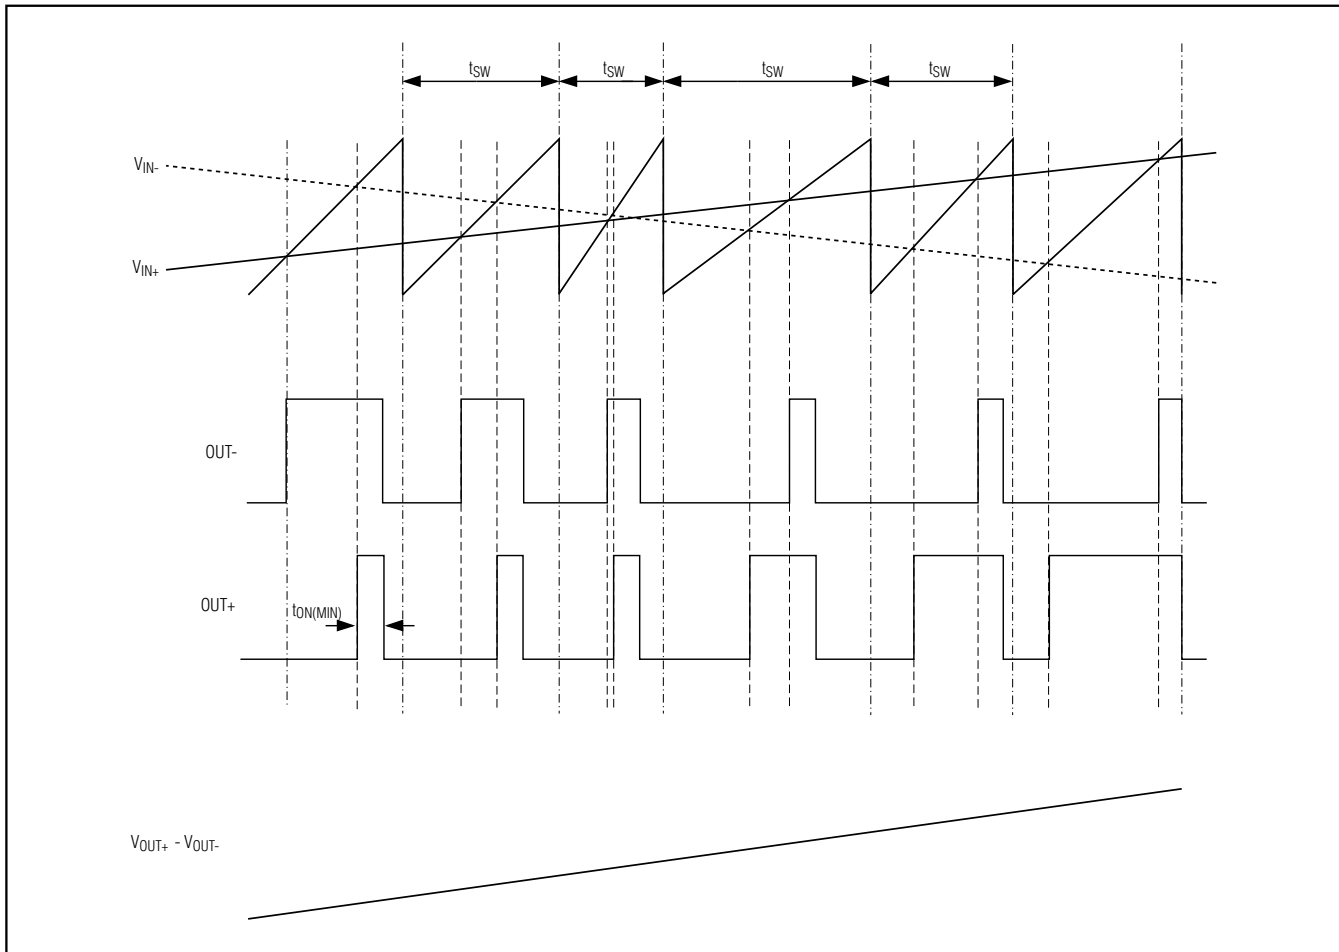 tSW tSW tSW tSW
VIN-
VIN+
OUT-
OUT+
tON(MIN)
VOUT+ - VOUT-